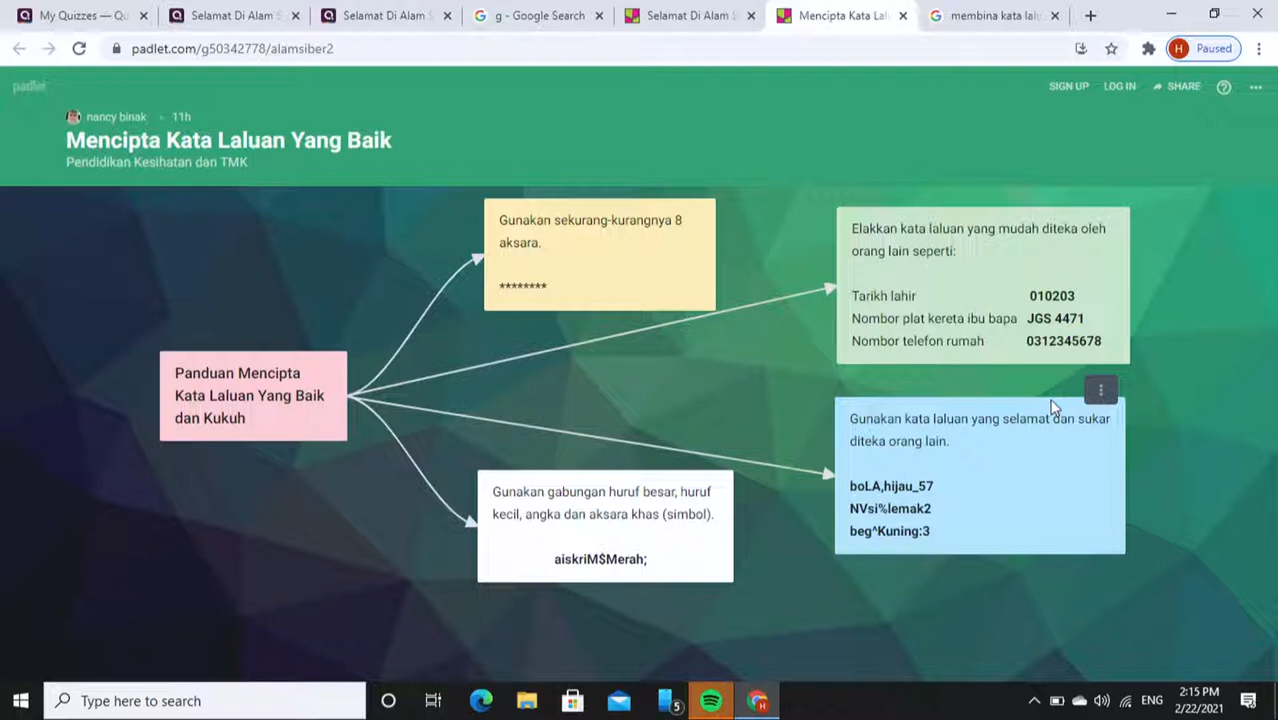 My Quizzes — Qu
Selamat Di Alam S
Selamat Di Alam S
g - Google Search
Selamat Di Alam S
Mencipta Kata Lalu
membina kata lalu
padlet.com/g50342778/alamsiber2
H
Paused
padlet
SIGN UP
LOG IN
SHARE
nancy binak
11h
Mencipta Kata Laluan Yang Baik
Pendidikan Kesihatan dan TMK
Gunakan sekurang-kurangnya 8
aksara.
********
Elakkan kata laluan yang mudah diteka oleh
orang lain seperti:
Tarikh lahir 010203
Nombor plat kereta ibu bapa JGS 4471
Nombor telefon rumah 0312345678
Panduan Mencipta
Kata Laluan Yang Baik
dan Kukuh
Gunakan kata laluan yang selamat dan sukar
diteka orang lain.
boLA,hijau_57
NVsi%lemak2
beg^Kuning:3
Gunakan gabungan huruf besar, huruf
kecil, angka dan aksara khas (simbol).
aiskriM$Merah;
Type here to search
5
H
ENG
2:15 PM
2/22/2021